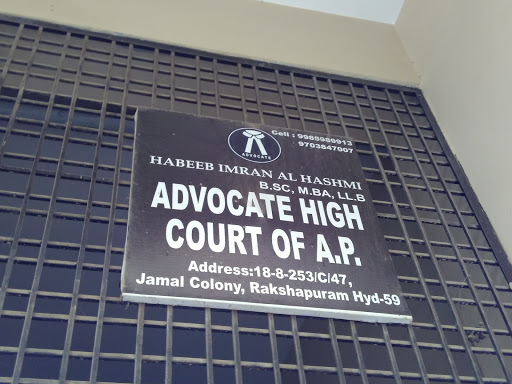 Cell : 9985989913
9703847007
ADVOCATE
HABEEB IMRAN AL HASHMI
B.SC, M.BA, LL.B
ADVOCATE HIGH
COURT OF A.P.
Address:18-8-253/C/47,
Jamal Colony, Rakshapuram Hyd-59